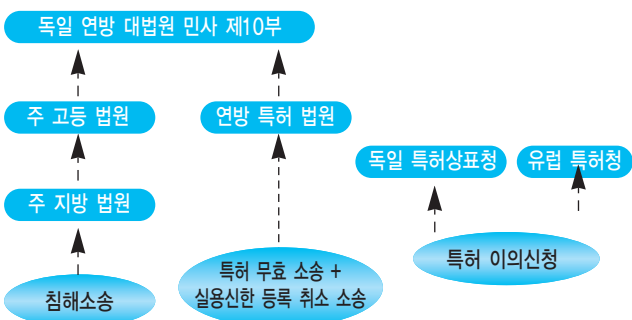 독일 연방 대법원 민사 제10부
주 고등 법원
연방 특허 법원
독일 특허상표청
유럽 특허청
주 지방 법원
특허 이의신청
특허 무효 소송 +
실용신한 등록 취소 소송
침해소송